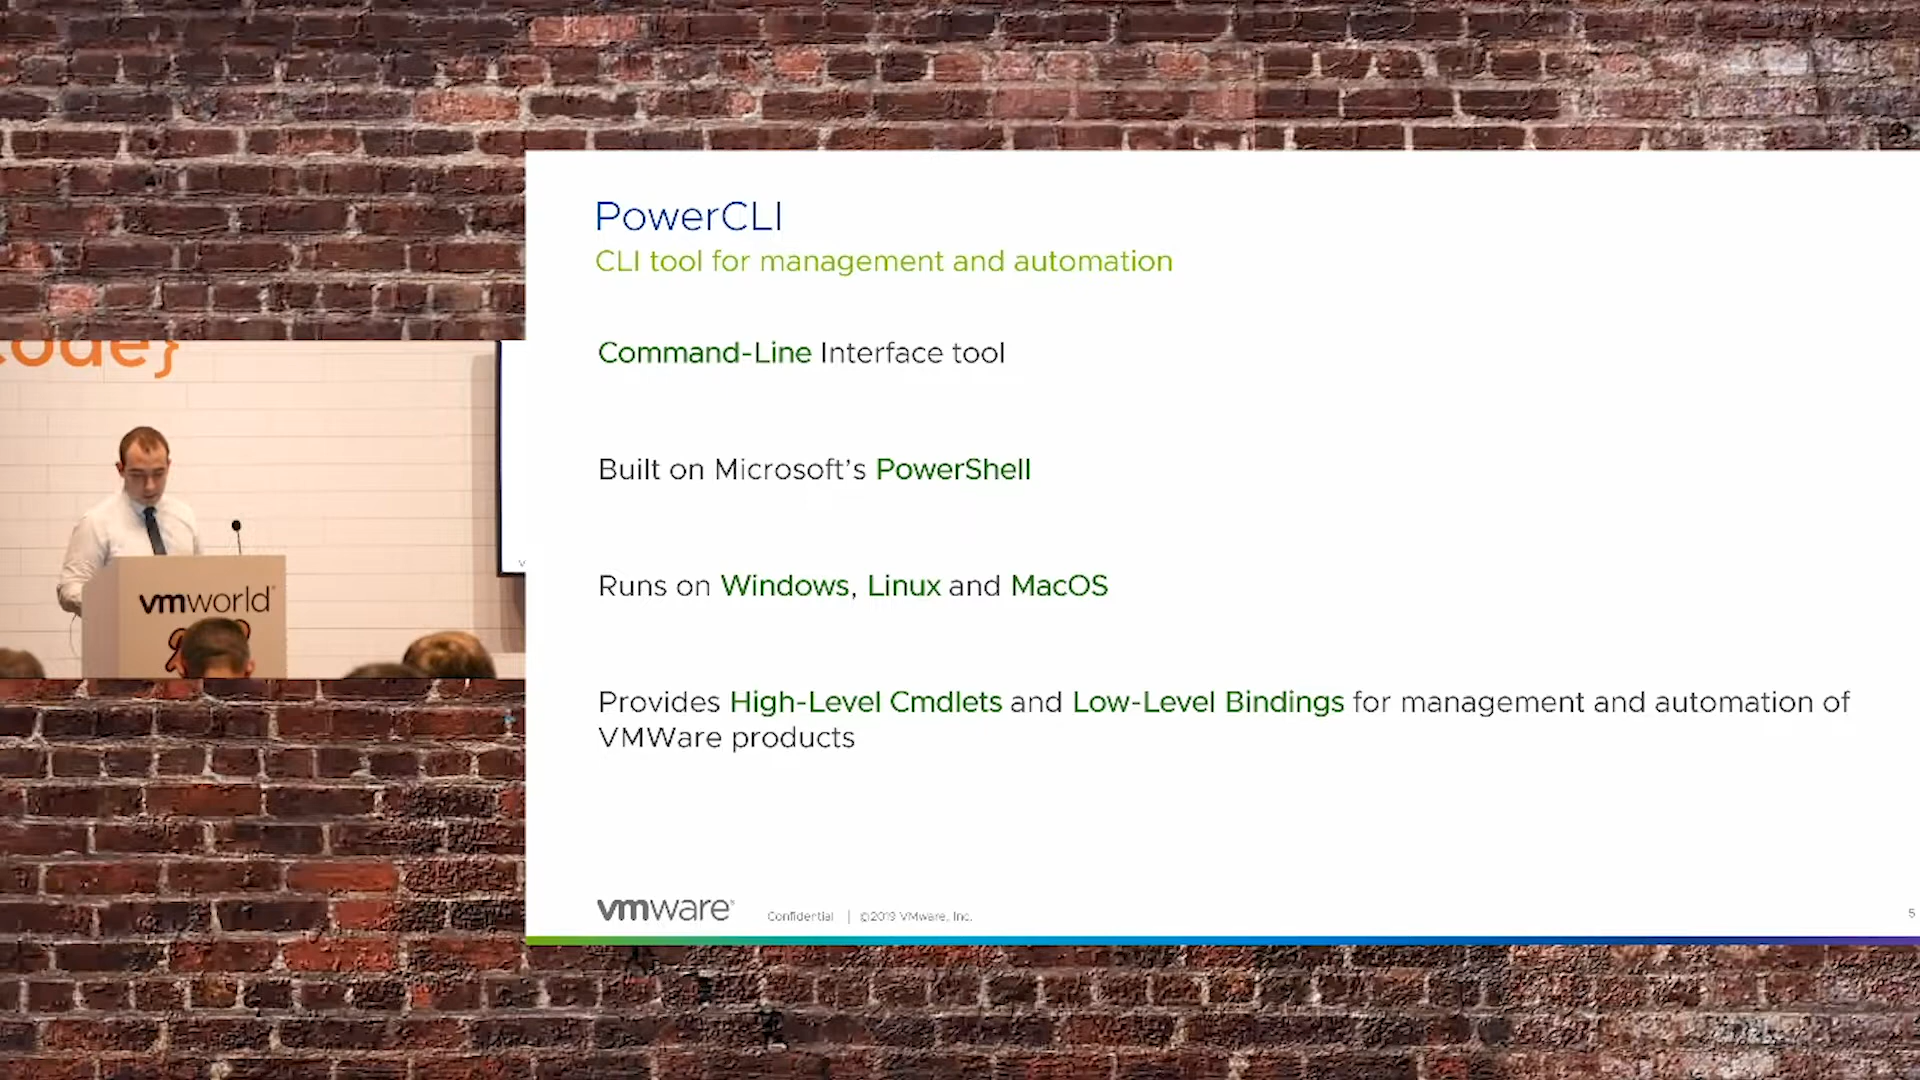 PowerCLI
CLI tool for management and automation
Command-Line Interface tool
Built on Microsoft's PowerShell
Runs on Windows, Linux and MacOS
Provides High-Level Cmdlets and Low-Level Bindings for management and automation of
VMWare products
vmware®
Confidential | ©2019 VMware, Inc.
5
ode}
vmworld®